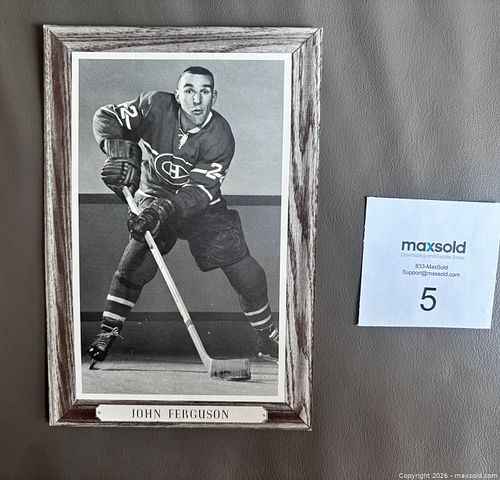 22
22
CH
JOHN FERGUSON
maxsold
Downsizing and Estate Sales
833-MaxSold
Support@maxsold.com
5
Copyright 2026 - maxsold.com